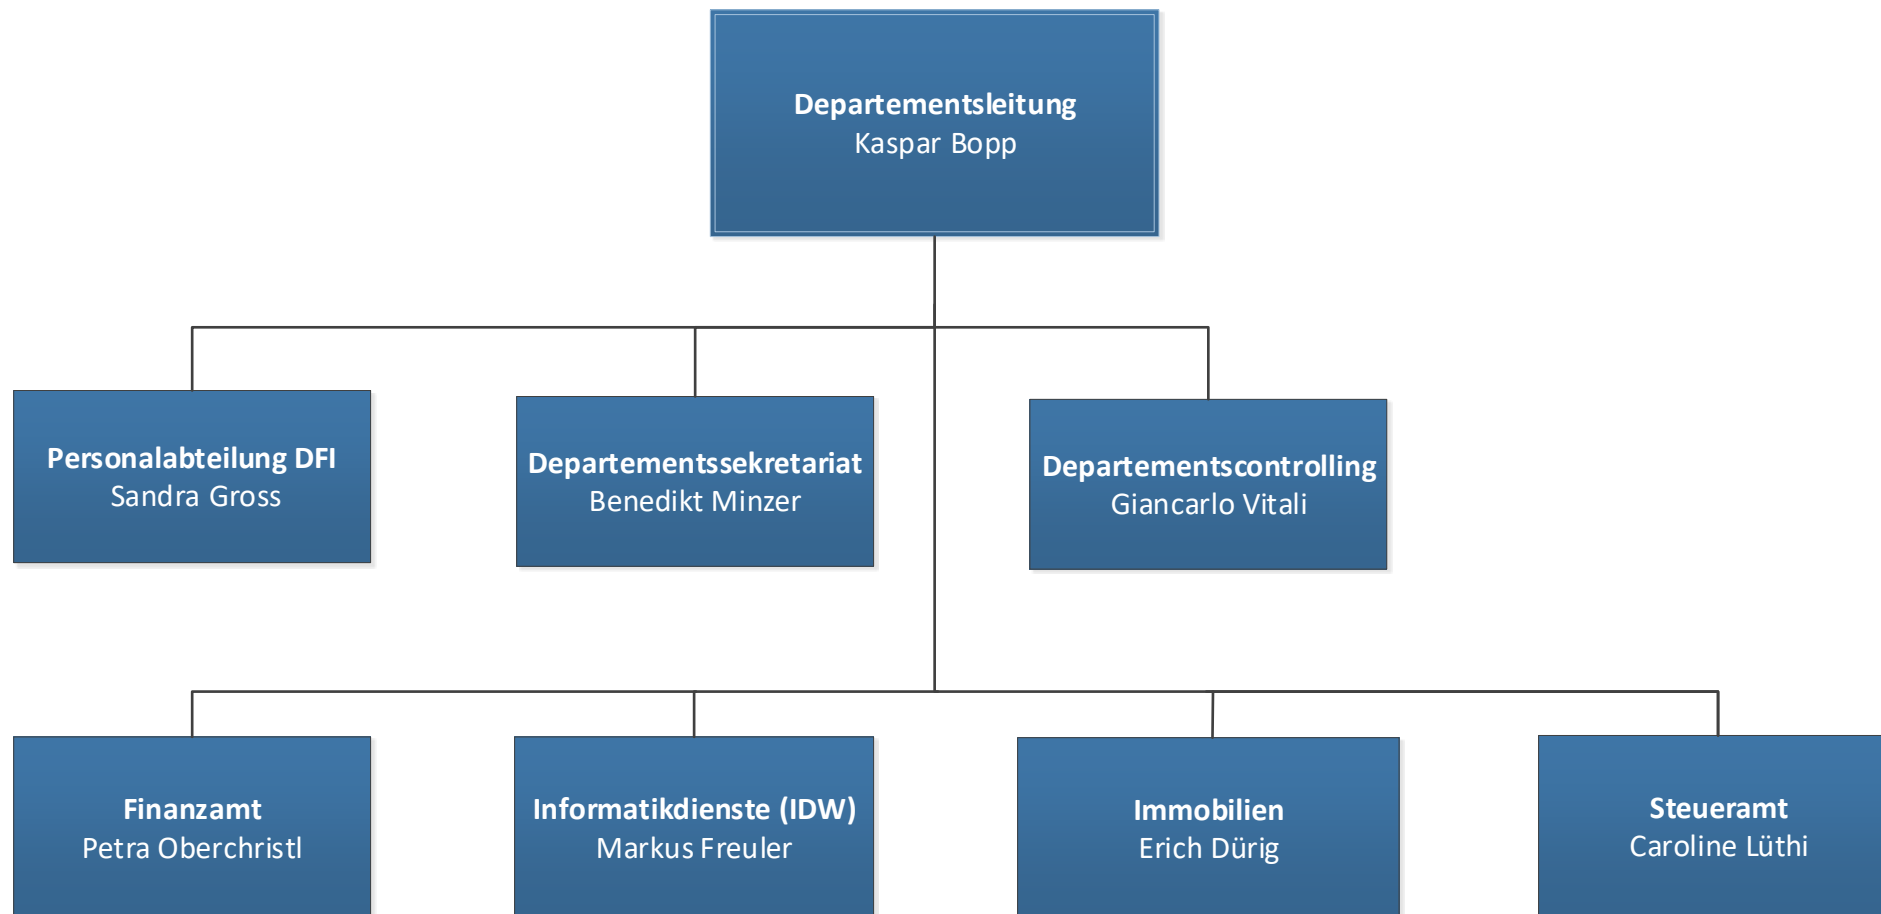 Departementsleitung
Kaspar Bopp
Personalabteilung DFI
Sandra Gross
Departementssekretariat
Benedikt Minzer
Departementscontrolling
Giancarlo Vitali
Finanzamt
Petra Oberchristl
Informatikdienste (IDW)
Markus Freuler
Immobilien
Erich Dürig
Steueramt
Caroline Lüthi